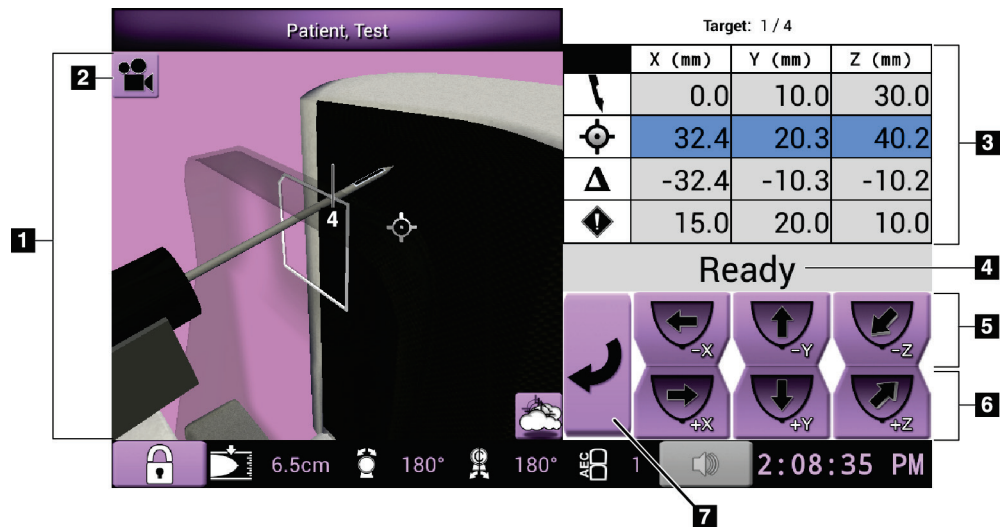 Patient, Test
Target: 1 / 4
X (mm) Y (mm) Z (mm)
0.0 10.0 30.0
32.4 20.3 40.2
Δ -32.4 -10.3 -10.2
! 15.0 20.0 10.0
Ready
-X -Y -Z
+X +Y +Z
4
6.5cm 180° 180° AEC 1 2:08:35 PM
1
2
3
4
5
6
7